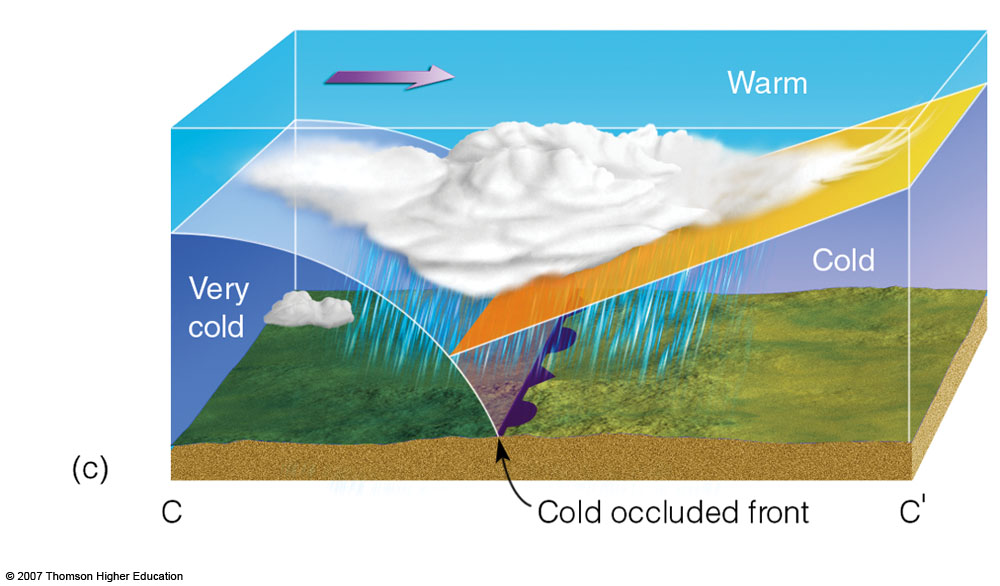 Warm
Cold
Very
cold
(c)
C
Cold occluded front
C'
© 2007 Thomson Higher Education